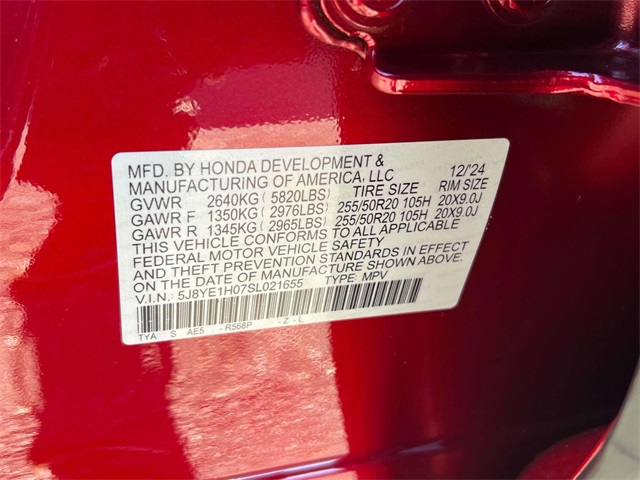 MFD. BY HONDA DEVELOPMENT & 12/'24
MANUFACTURING OF AMERICA, LLC
TIRE SIZE RIM SIZE
GVWR 2640KG (5820LBS)
GAWR F 1350KG (2976LBS) 255/50R20 105H 20X9.0J
GAWR R 1345KG (2965LBS) 255/50R20 105H 20X9.0J
THIS VEHICLE CONFORMS TO ALL APPLICABLE
FEDERAL MOTOR VEHICLE SAFETY
AND THEFT PREVENTION STANDARDS IN EFFECT
ON THE DATE OF MANUFACTURE SHOWN ABOVE.
V.I.N.: 5J8YE1H07SL021655 TYPE: MPV
TYA S AE5 - R568P - Z - L